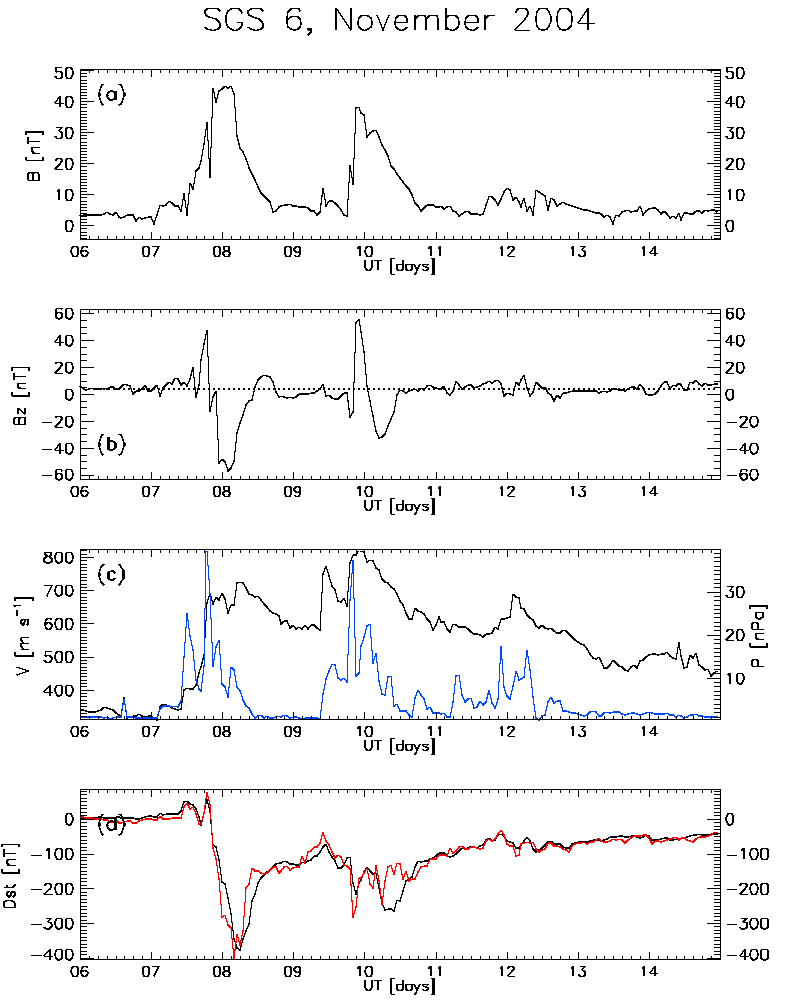 SGS 6, November 2004
50 50
(a)
40 40
30 30
B [nT]
20 20
10 10
0 0
06 07 08 09 10 11 12 13 14
UT [days]
60 60
40 40
20 20
Bz [nT]
0 0
−20 −20
(b)
−40 −40
−60 −60
06 07 08 09 10 11 12 13 14
UT [days]
800
(c)
700 30
600
V [m s⁻¹] P [nPa]
20
500
400 10
06 07 08 09 10 11 12 13 14
UT [days]
0 0
(d)
−100 −100
Dst [nT]
−200 −200
−300 −300
−400 −400
06 07 08 09 10 11 12 13 14
UT [days]